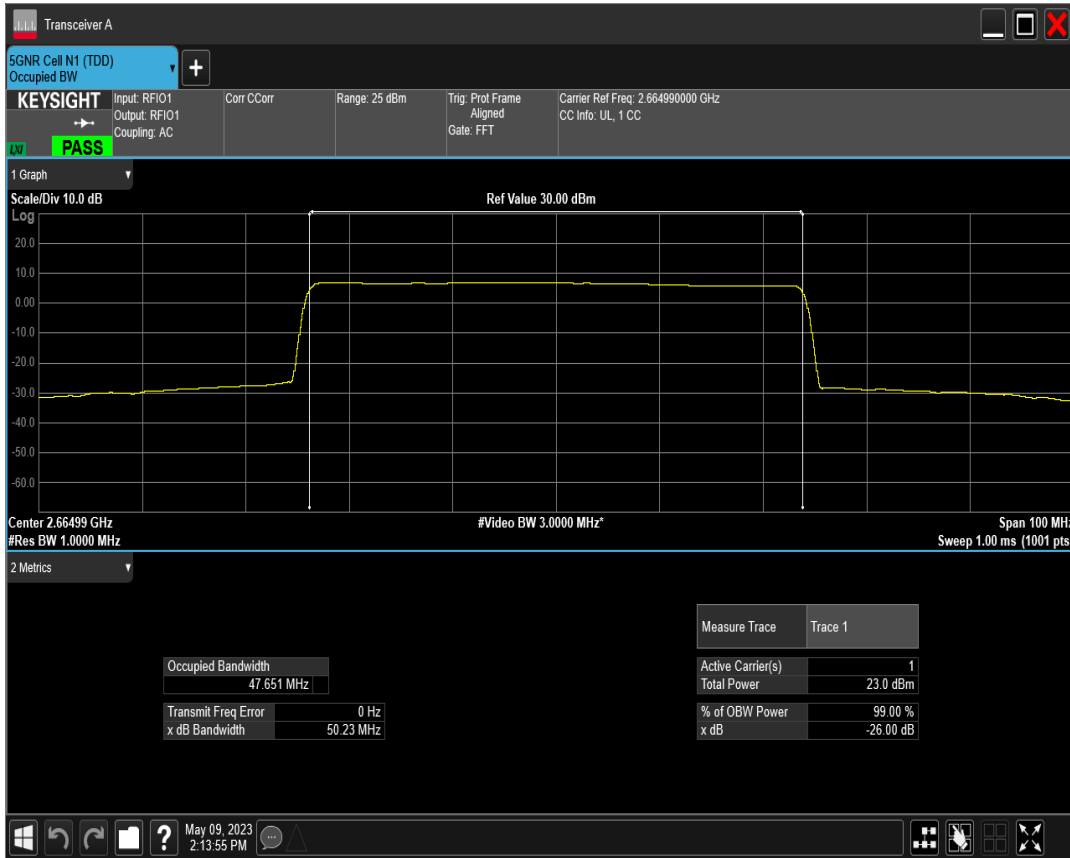 Transceiver A
5GNR Cell N1 (TDD)
Occupied BW
+
KEYSIGHT
LXI
PASS
Input: RFIO1
Output: RFIO1
Coupling: AC
Corr CCorr
Range: 25 dBm
Trig: Prot Frame
Aligned
Gate: FFT
Carrier Ref Freq: 2.664990000 GHz
CC Info: UL, 1 CC
1 Graph
Scale/Div 10.0 dB
Ref Value 30.00 dBm
Log
20.0
10.0
0.00
-10.0
-20.0
-30.0
-40.0
-50.0
-60.0
Center 2.66499 GHz
#Video BW 3.0000 MHz*
Span 100 MHz
#Res BW 1.0000 MHz
Sweep 1.00 ms (1001 pts
2 Metrics
Measure Trace Trace 1
Occupied Bandwidth
47.651 MHz
Active Carrier(s) 1
Total Power 23.0 dBm
Transmit Freq Error 0 Hz
x dB Bandwidth 50.23 MHz
% of OBW Power 99.00 %
x dB -26.00 dB
?
May 09, 2023
2:13:55 PM